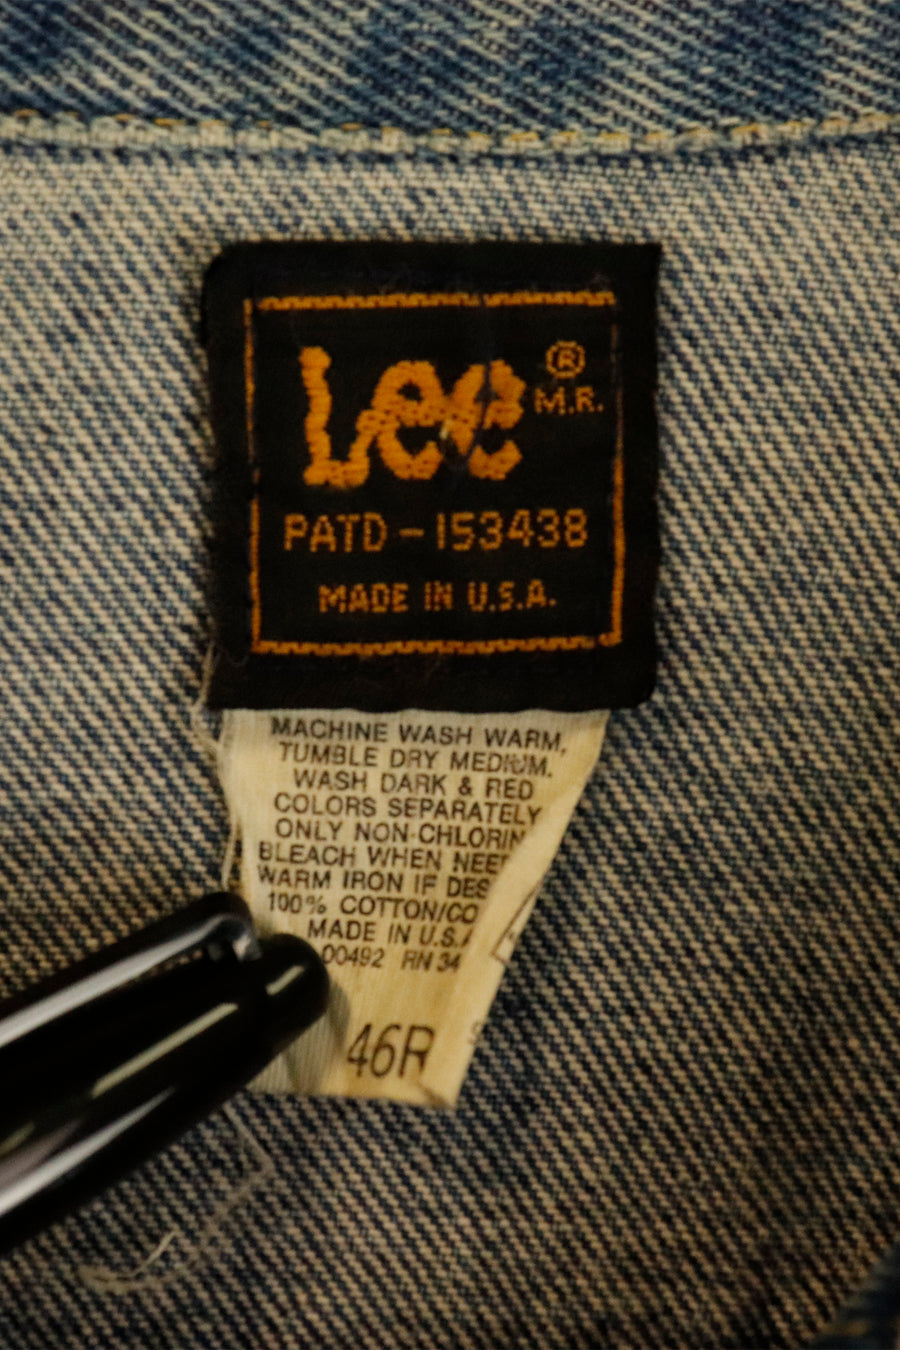 Lee ®
M.R.
PATD-153438
MADE IN U.S.A.
MACHINE WASH WARM,
TUMBLE DRY MEDIUM.
WASH DARK & RED
COLORS SEPARATELY
ONLY NON-CHLORIN
BLEACH WHEN NEE
WARM IRON IF DES
100% COTTON/CO
MADE IN U.S.A
00492 RN 34
46R